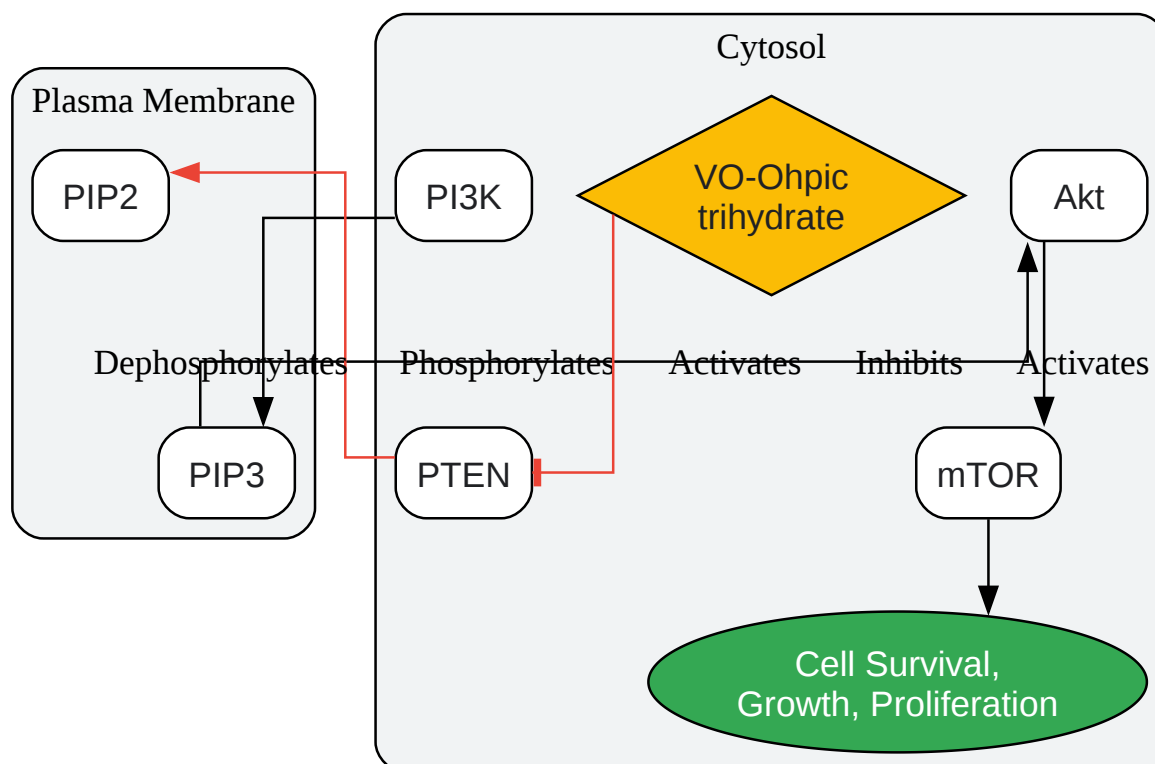 Cytosol
Plasma Membrane
PIP2
PI3K
VO-Ohpic
trihydrate
Akt
Dephosphorylates
Phosphorylates
Activates
Inhibits
Activates
PIP3
PTEN
mTOR
Cell Survival,
Growth, Proliferation